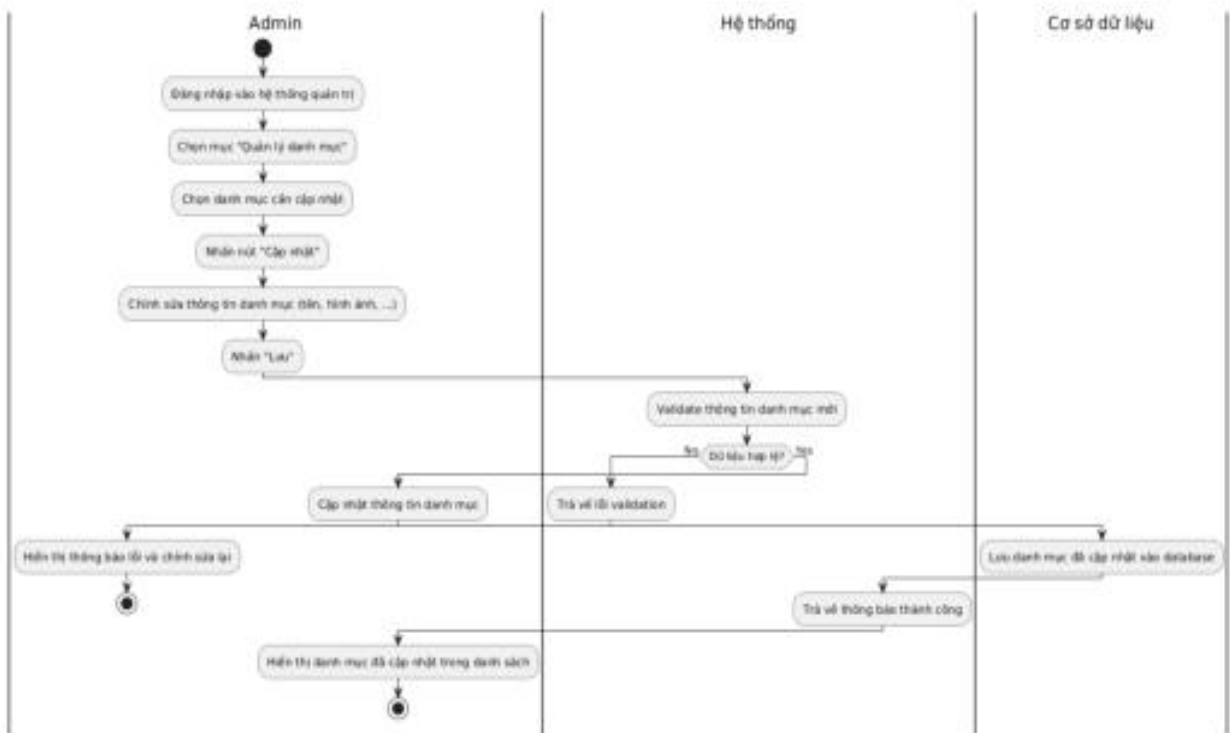 Admin
Hệ thống
Cơ sở dữ liệu
Đăng nhập vào hệ thống quản trị
Chọn mục "Quản lý danh mục"
Chọn danh mục cần cập nhật
Nhấn nút "Cập nhật"
Chỉnh sửa thông tin danh mục (tên, hình ảnh, ...)
Nhấn "Lưu"
Validate thông tin danh mục mới
Dữ liệu hợp lệ?
Yes
Cập nhật thông tin danh mục
Trả về lỗi validation
Hiển thị thông báo lỗi và chỉnh sửa lại
Lưu danh mục đã cập nhật vào database
Trả về thông báo thành công
Hiển thị danh mục đã cập nhật trong danh sách